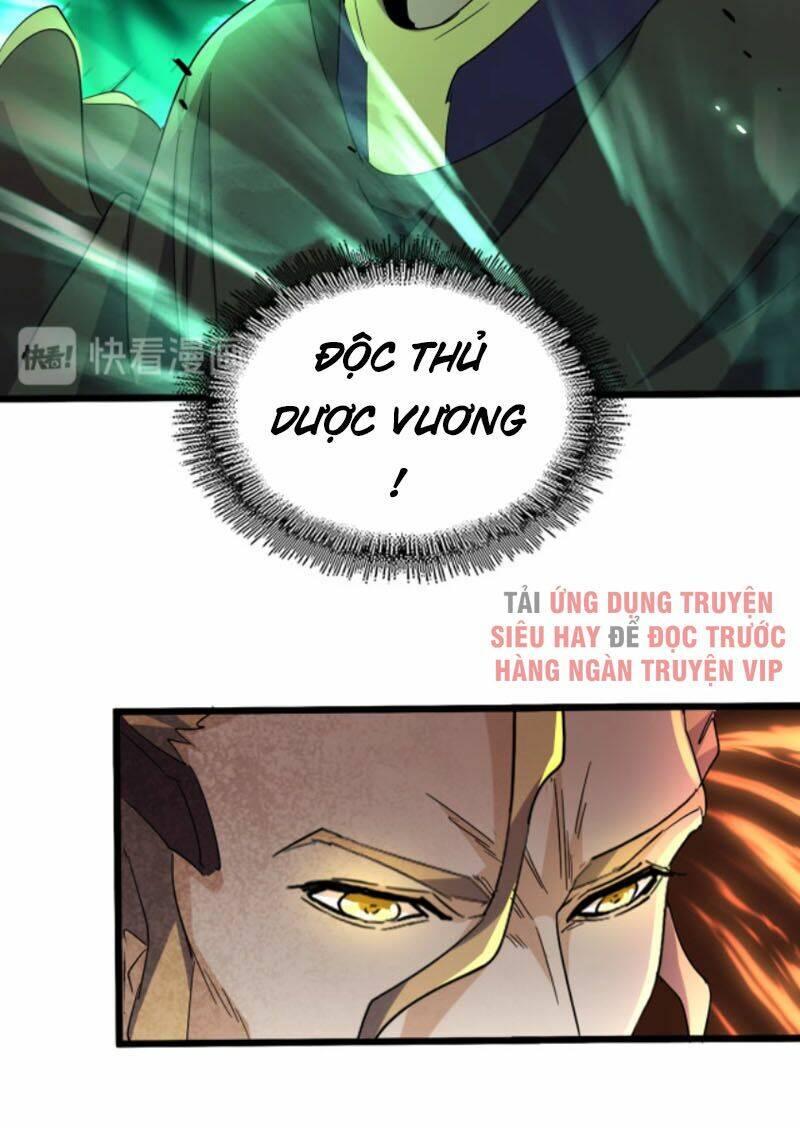 快看! 快看漫画
ĐỘC THỦ
DƯỢC VƯƠNG
!
TẢI ỨNG DỤNG TRUYỆN
SIÊU HAY ĐỂ ĐỌC TRƯỚC
HÀNG NGÀN TRUYỆN VIP